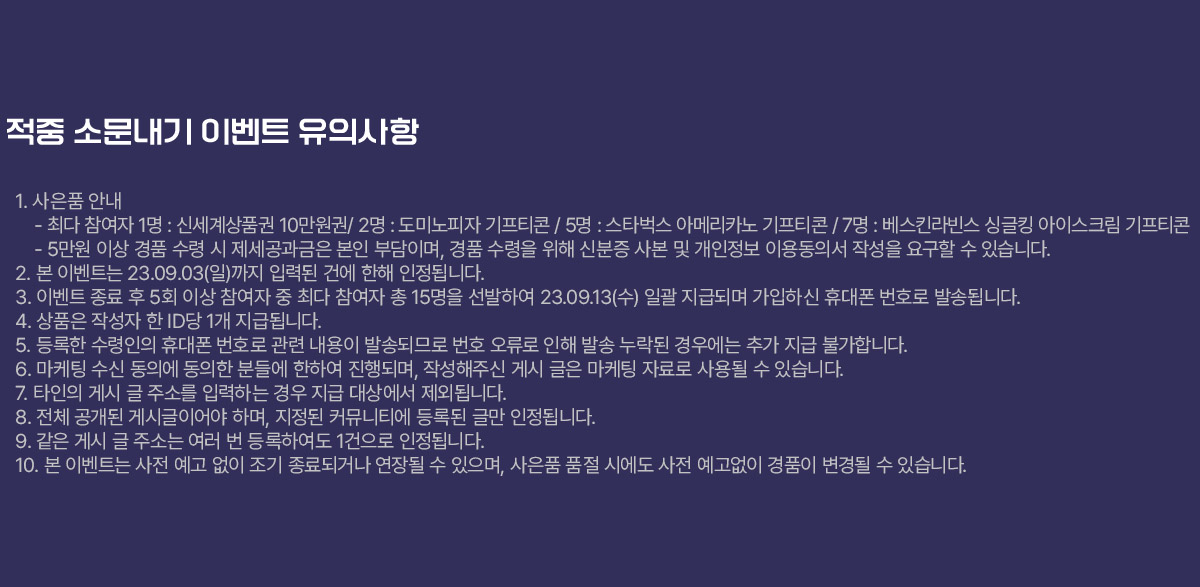 적중 소문내기 이벤트 유의사항
1. 사은품 안내
- 최다 참여자 1명 : 신세계상품권 10만원권/ 2명 : 도미노피자 기프티콘 / 5명 : 스타벅스 아메리카노 기프티콘 / 7명 : 베스킨라빈스 싱글킹 아이스크림 기프티콘
- 5만원 이상 경품 수령 시 제세공과금은 본인 부담이며, 경품 수령을 위해 신분증 사본 및 개인정보 이용동의서 작성을 요구할 수 있습니다.
2. 본 이벤트는 23.09.03(일)까지 입력된 건에 한해 인정됩니다.
3. 이벤트 종료 후 5회 이상 참여자 중 최다 참여자 총 15명을 선발하여 23.09.13(수) 일괄 지급되며 가입하신 휴대폰 번호로 발송됩니다.
4. 상품은 작성자 한 ID당 1개 지급됩니다.
5. 등록한 수령인의 휴대폰 번호로 관련 내용이 발송되므로 번호 오류로 인해 발송 누락된 경우에는 추가 지급 불가합니다.
6. 마케팅 수신 동의에 동의한 분들에 한하여 진행되며, 작성해주신 게시 글은 마케팅 자료로 사용될 수 있습니다.
7. 타인의 게시 글 주소를 입력하는 경우 지급 대상에서 제외됩니다.
8. 전체 공개된 게시글이어야 하며, 지정된 커뮤니티에 등록된 글만 인정됩니다.
9. 같은 게시 글 주소는 여러 번 등록하여도 1건으로 인정됩니다.
10. 본 이벤트는 사전 예고 없이 조기 종료되거나 연장될 수 있으며, 사은품 품절 시에도 사전 예고없이 경품이 변경될 수 있습니다.